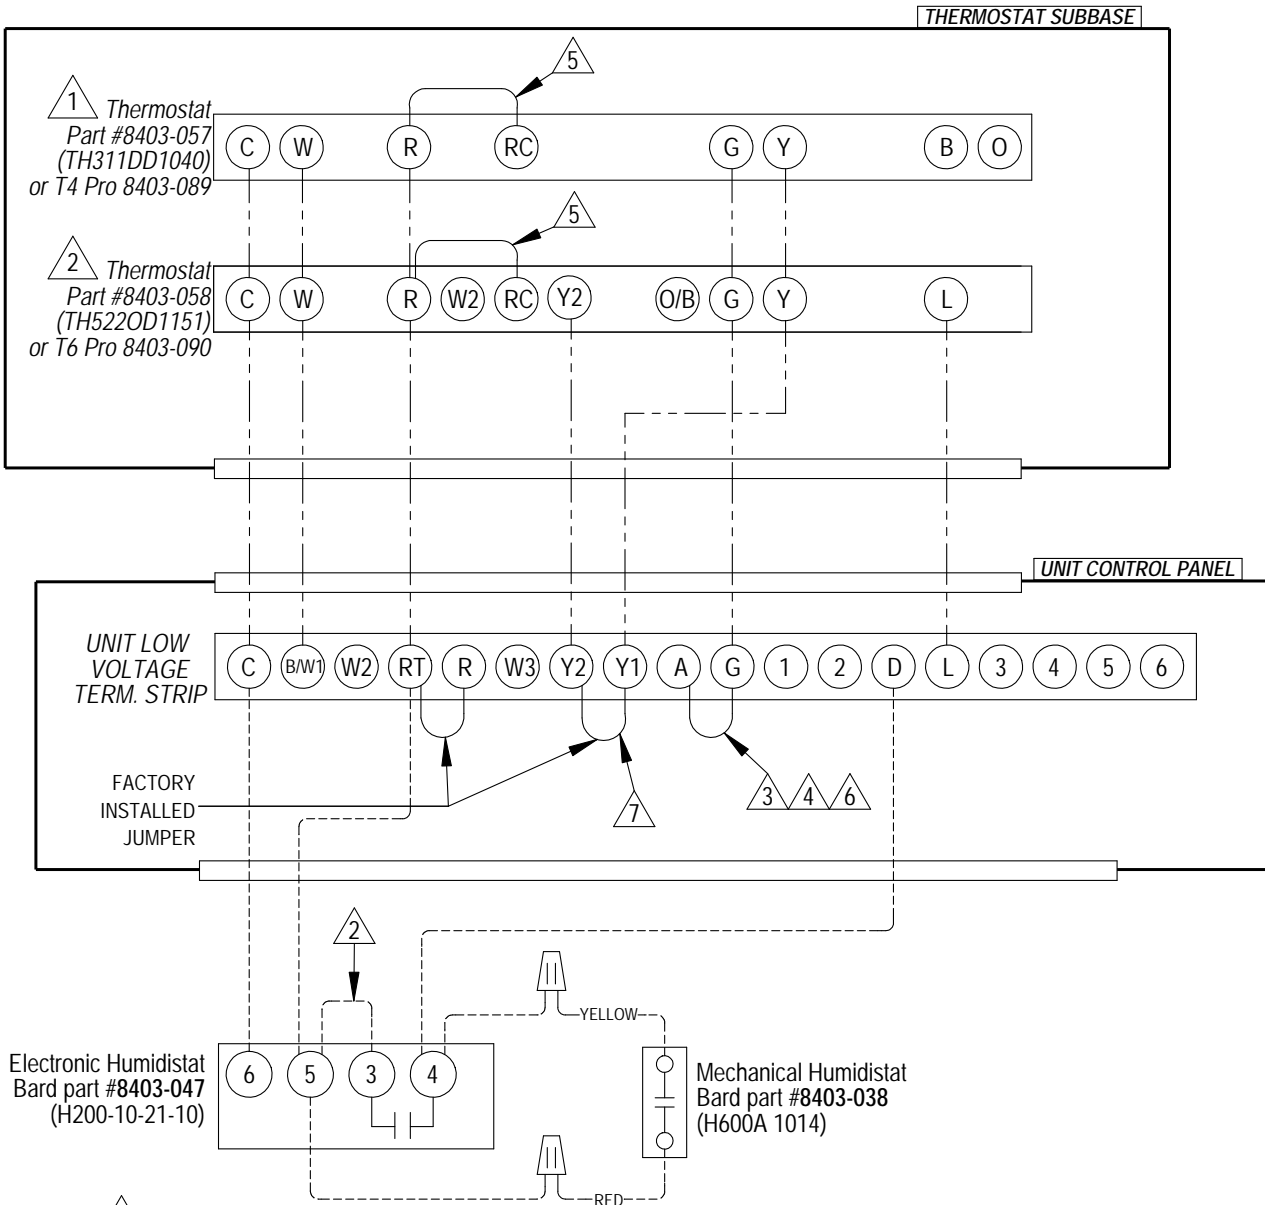 THERMOSTAT SUBBASE
5
1 Thermostat
Part #8403-057
(TH311DD1040)
or T4 Pro 8403-089
C W R RC G Y B O
5
2 Thermostat
Part #8403-058
(TH522OD1151)
or T6 Pro 8403-090
C W R W2 RC Y2 O/B G Y L
UNIT CONTROL PANEL
UNIT LOW
VOLTAGE
TERM. STRIP
C B/W1 W2 RT R W3 Y2 Y1 A G 1 2 D L 3 4 5 6
FACTORY
INSTALLED
JUMPER
7
3 4 6
2
YELLOW
Electronic Humidistat
Bard part #8403-047
(H200-10-21-10)
6 5 3 4
Mechanical Humidistat
Bard part #8403-038
(H600A 1014)
RED